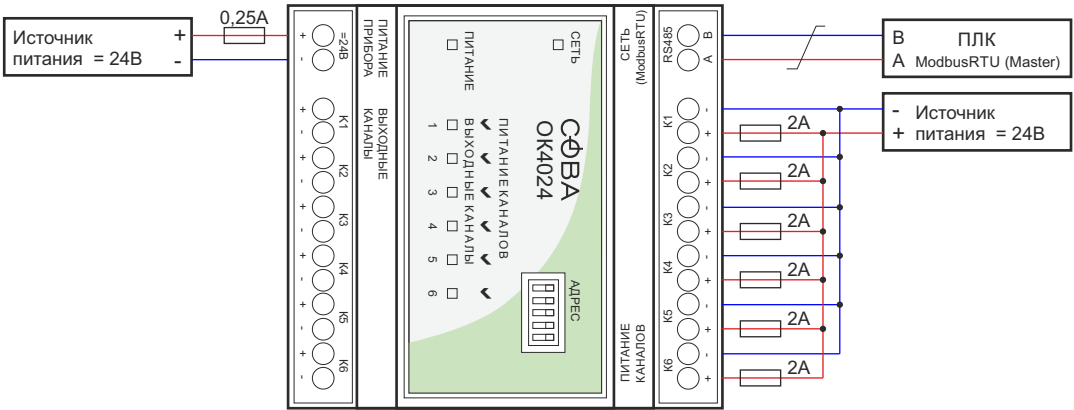 Источник
питания = 24В
+
-
0,25А
+
-
=24В
ПИТАНИЕ
ПРИБОРА
ВЫХОДНЫЕ
КАНАЛЫ
+
-
К1
+
-
К2
+
-
К3
+
-
К4
+
-
К5
+
-
К6
ПИТАНИЕ
СЕТЬ
СОВА
ОК4024
ПИТАНИЕ КАНАЛОВ
ВЫХОДНЫЕ КАНАЛЫ
1
2
3
4
5
6
АДРЕС
СЕТЬ
(ModbusRTU)
ПИТАНИЕ
КАНАЛОВ
RS485
B
A
К1
-
+
К2
-
+
К3
-
+
К4
-
+
К5
-
+
К6
-
+
2А
2А
2А
2А
2А
2А
B ПЛК
A ModbusRTU (Master)
- Источник
+ питания = 24В